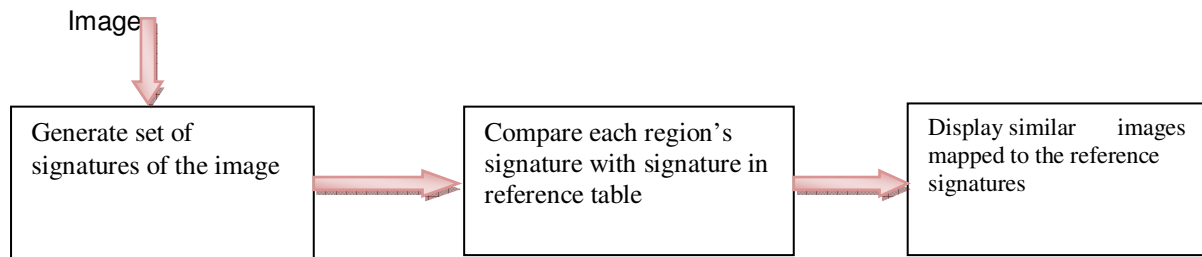 Image
Generate set of
signatures of the image
Compare each region’s
signature with signature in
reference table
Display similar images
mapped to the reference
signatures